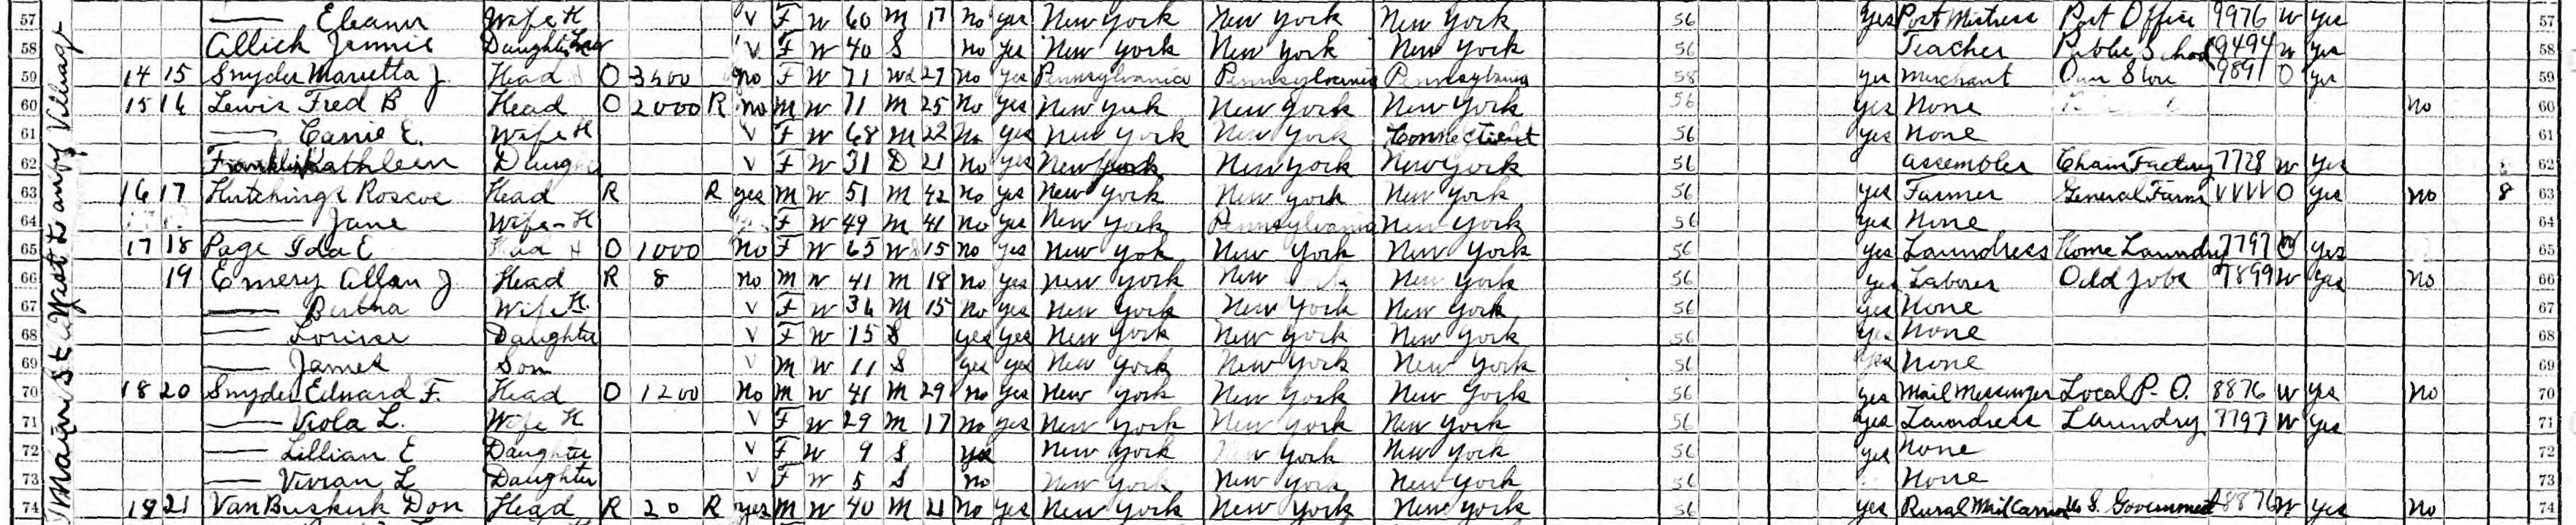 57 —— Eleanor Wife H V F W 60 M 17 No yes New York New York New York 56 yes Post Mistress Post Office 9976 W yes 57
58 Allich Jennie Daughter V F W 40 S no yes New York New York New York 56 Teacher Public School 9494 W yes 58
59 14 15 Snyder Marietta J. Head O 3500 no F W 71 Wd 27 No yes Pennsylvania Pennsylvania Pennsylvania 58 yes Merchant Own Store 9891 O yes 59
60 15 16 Lewis Fred B Head O 2000 R no M W 71 M 25 No yes New York New York New York 56 yes None No 60
61 —— Carrie E. Wife H V F W 68 M 22 No yes New York New York Connecticut 56 yes None 61
62 Franklin Kathleen Daughter V F W 31 D 21 No yes New York New York New York 56 assembler Chain Factory 7728 W yes 62
63 16 17 Hutchings Roscoe Head R R yes M W 51 M 42 no yes New York New York New York 56 yes Farmer General Farm VVVV O yes no 8 63
64 —— Jane Wife-H F W 49 M 41 no yes New York Pennsylvania New York 56 yes None 64
65 17 18 Page Ida E Head H O 1000 No F W 65 Wd 15 no yes New York New York New York 56 yes Laundress Home Laundry 7797 yes 65
66 19 Emery Allan J Head R 8 no M W 41 M 18 no yes New York New New York 56 yes Laborer Odd Jobs 7899 W yes No 66
67 —— Bertha Wife H. V F W 36 M 15 No yes New York New York New York 56 yes None 67
68 —— Louise Daughter V F W 15 S yes yes New York New York New York 56 yes None 68
69 —— James Son V M W 11 S yes yes New York New York New York 56 yes None 69
70 18 20 Snyder Edward F. Head O 1200 No M W 41 M 29 no yes New York New York New York 56 yes Mail Messenger Local P.O. 8876 W yes No 70
71 —— Viola L. Wife H V F W 29 M 17 no yes New York New York New York 56 yes Laundress Laundry 7797 W yes 71
72 —— Lillian E Daughter V F W 9 S yes New York New York New York 56 yes None 72
73 —— Vivian L Daughter V F W 5 S no New York New York New York 56 None 73
74 19 21 VanBuskirk Don Head R 20 R yes M W 40 M 21 No yes New York New York New York 56 yes Rural Mail Carrier U.S. Government 8876 W yes No 74
Main St
Village